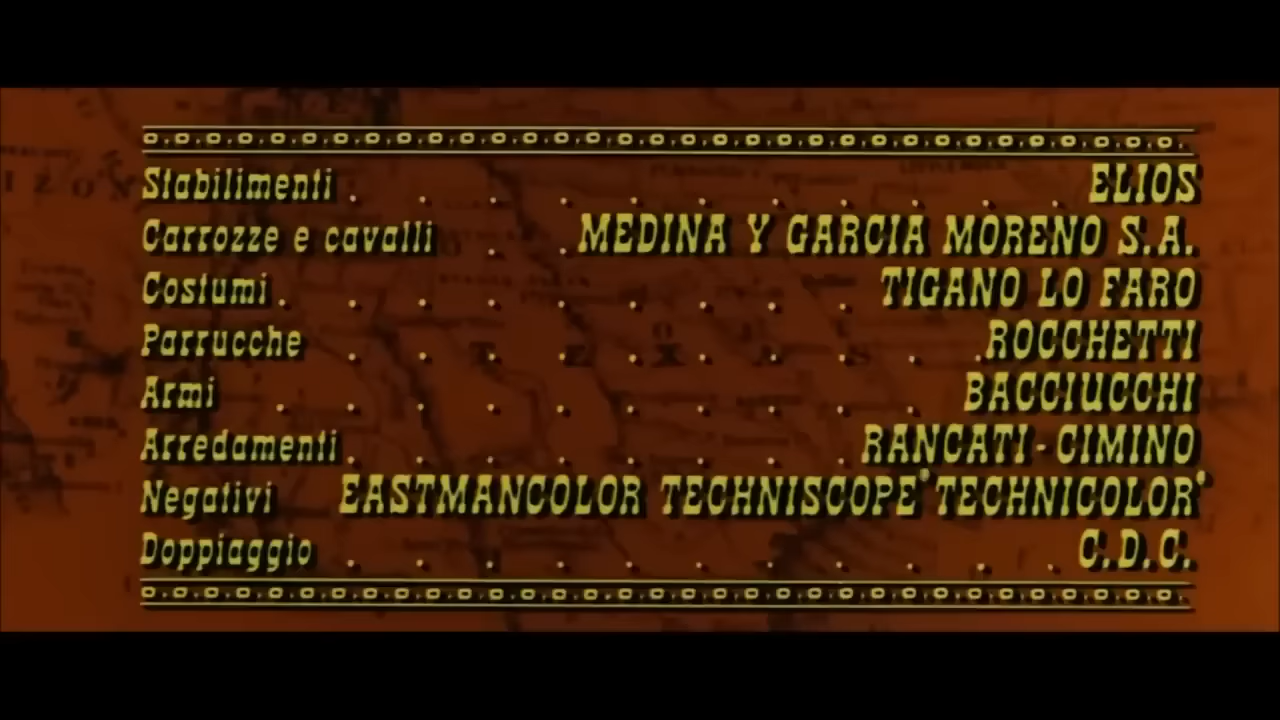 Stabilimenti . . . . . . . . . . . ELIOS
Carrozze e cavalli . . MEDINA Y GARCIA MORENO S.A.
Costumi . . . . . . . . . TIGANO LO FARO
Parrucche . . . . . . . . . . ROCCHETTI
Armi . . . . . . . . . . BACCIUCCHI
Arredamenti . . . . . . . . RANCATI-CIMINO
Negativi EASTMANCOLOR TECHNISCOPE° TECHNICOLOR°
Doppiaggio . . . . . . . . . . . C.D.C.